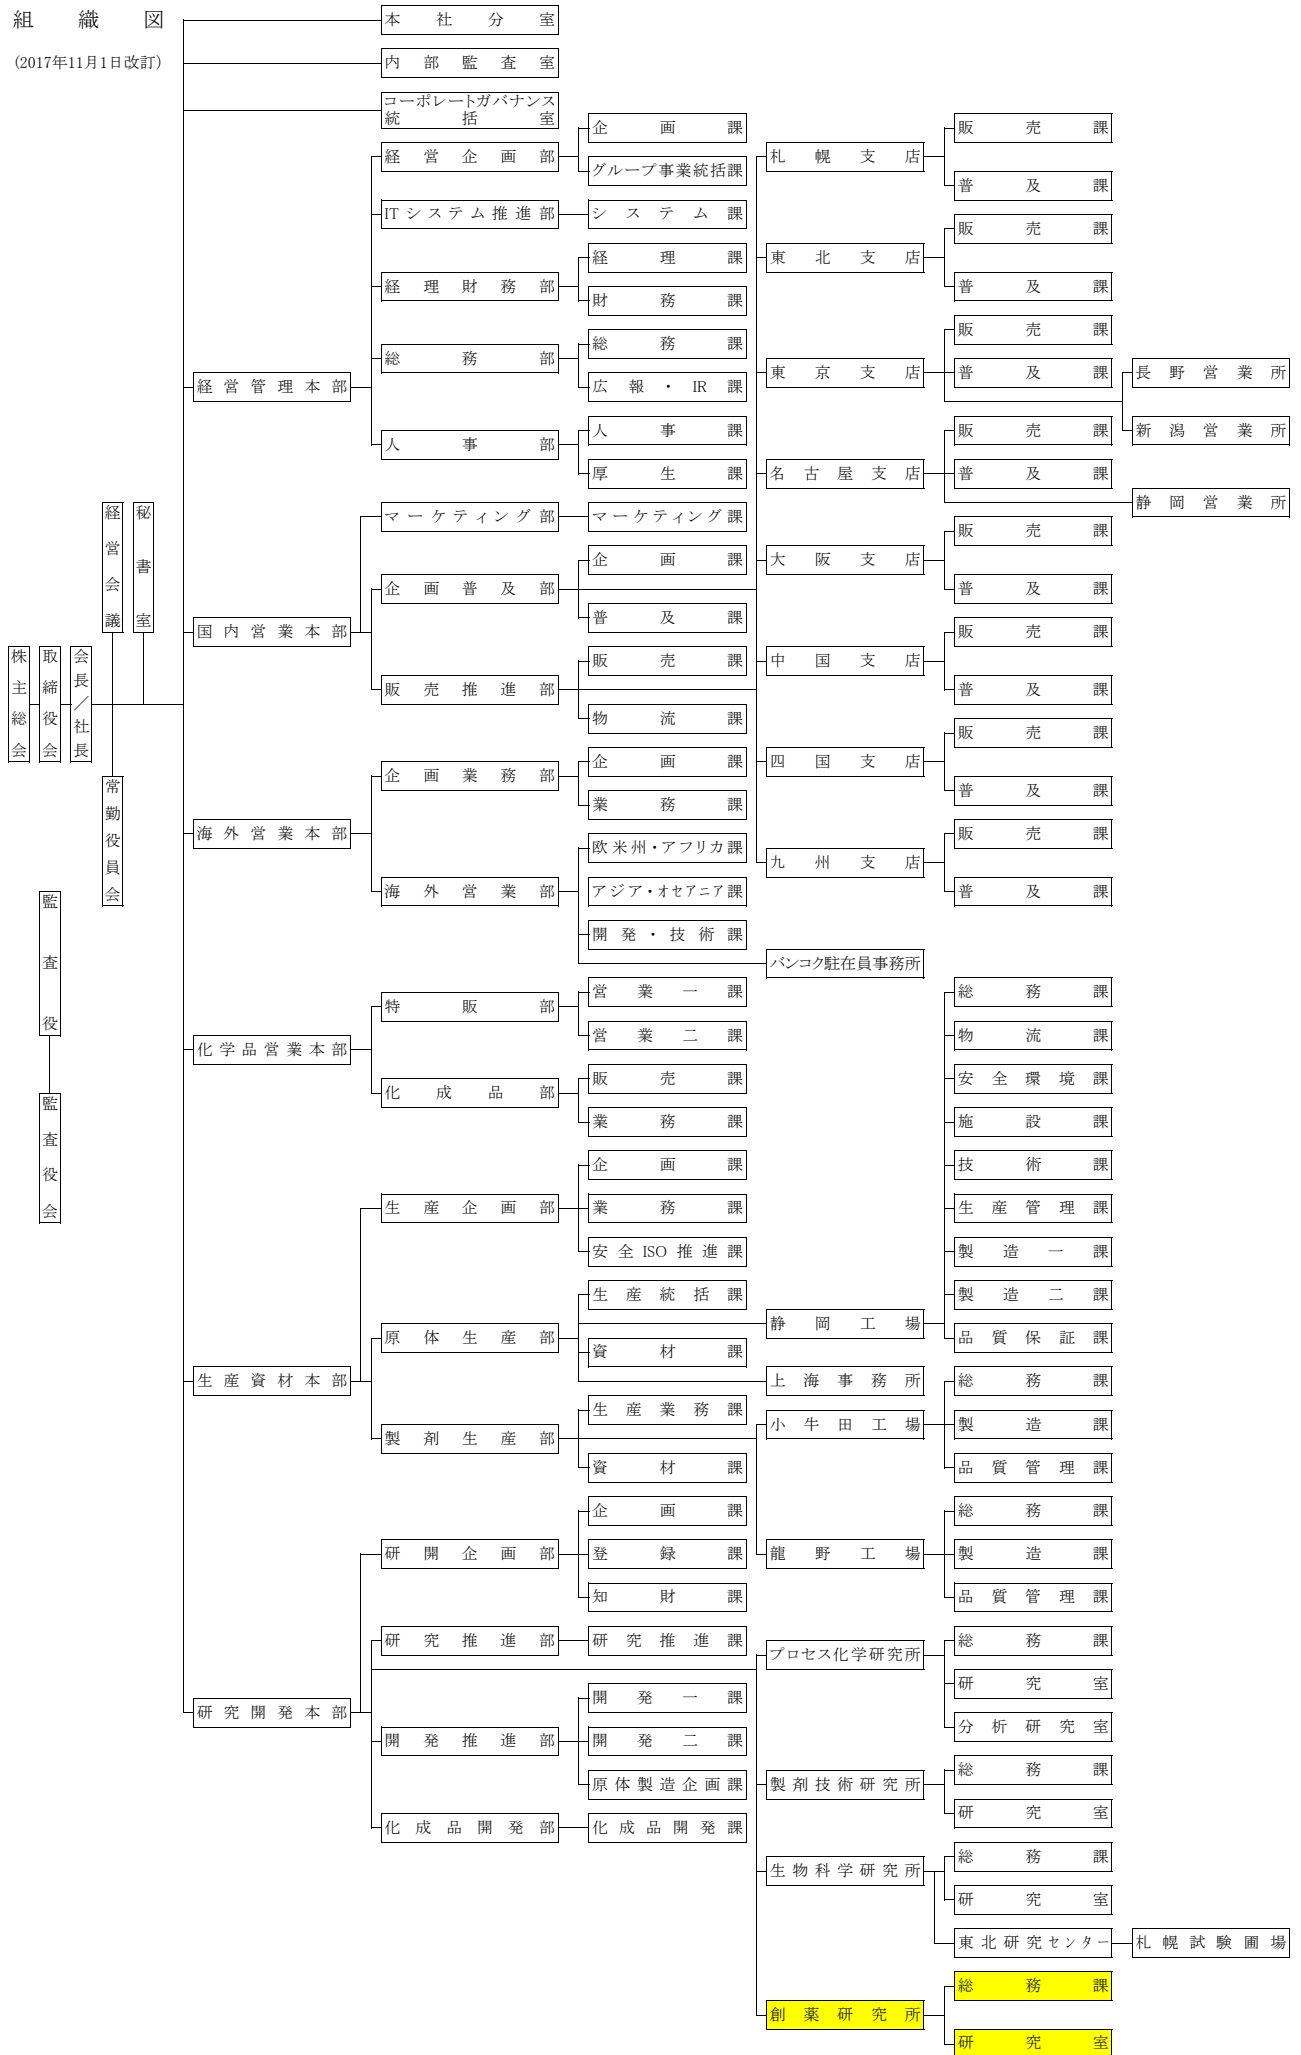 組織図
(2017年11月1日改訂)
株主総会
取締役会
会長／社長
経営会議
秘書室
常勤役員会
監査役
監査役会
本社分室
内部監査室
コーポレートガバナンス
統括室
経営管理本部
経営企画部
企画課
グループ事業統括課
ITシステム推進部
システム課
経理財務部
経理課
財務課
総務部
総務課
広報・IR課
人事部
人事課
厚生課
国内営業本部
マーケティング部
マーケティング課
企画普及部
企画課
普及課
販売推進部
販売課
物流課
札幌支店
販売課
普及課
東北支店
販売課
普及課
東京支店
販売課
普及課
長野営業所
新潟営業所
名古屋支店
販売課
普及課
静岡営業所
大阪支店
販売課
普及課
中国支店
販売課
普及課
四国支店
販売課
普及課
九州支店
販売課
普及課
海外営業本部
企画業務部
企画課
業務課
海外営業部
欧米州・アフリカ課
アジア・オセアニア課
開発・技術課
バンコク駐在員事務所
化学品営業本部
特販部
営業一課
営業二課
化成品部
販売課
業務課
生産資材本部
生産企画部
企画課
業務課
安全ISO推進課
原体生産部
生産統括課
資材課
静岡工場
総務課
物流課
安全環境課
施設課
技術課
生産管理課
製造一課
製造二課
品質保証課
上海事務所
製剤生産部
生産業務課
資材課
小牛田工場
総務課
製造課
品質管理課
龍野工場
総務課
製造課
品質管理課
研究開発本部
研開企画部
企画課
登録課
知財課
研究推進部
研究推進課
開発推進部
開発一課
開発二課
原体製造企画課
化成品開発部
化成品開発課
プロセス化学研究所
総務課
研究室
分析研究室
製剤技術研究所
総務課
研究室
生物科学研究所
総務課
研究室
東北研究センター
札幌試験圃場
創薬研究所
総務課
研究室